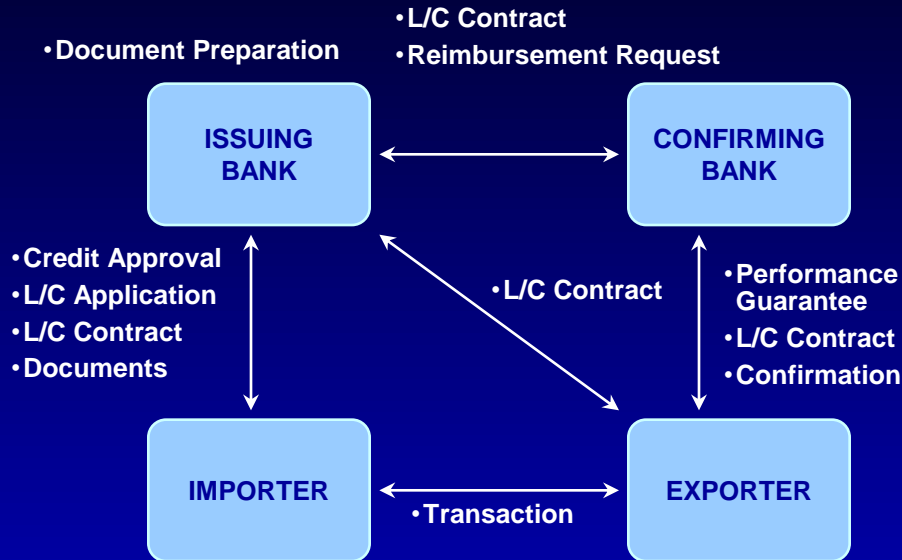 •L/C Contract
•Document Preparation
•Reimbursement Request
ISSUING
BANK
CONFIRMING
BANK
•Credit Approval
•L/C Application
•L/C Contract
•Documents
•L/C Contract
•Performance
Guarantee
•L/C Contract
•Confirmation
IMPORTER
•Transaction
EXPORTER